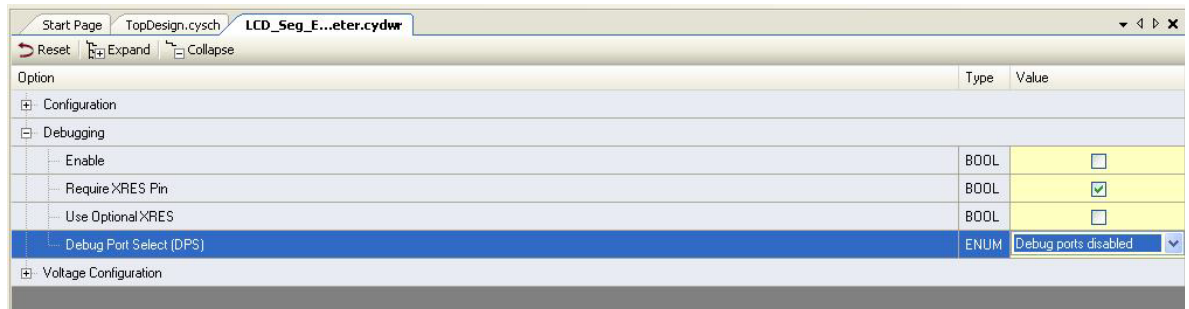 Start Page TopDesign.cysch LCD_Seg_E...eter.cydwr
Reset Expand Collapse
Option Type Value
Configuration
Debugging
Enable BOOL
Require XRES Pin BOOL
Use Optional XRES BOOL
Debug Port Select (DPS) ENUM Debug ports disabled
Voltage Configuration